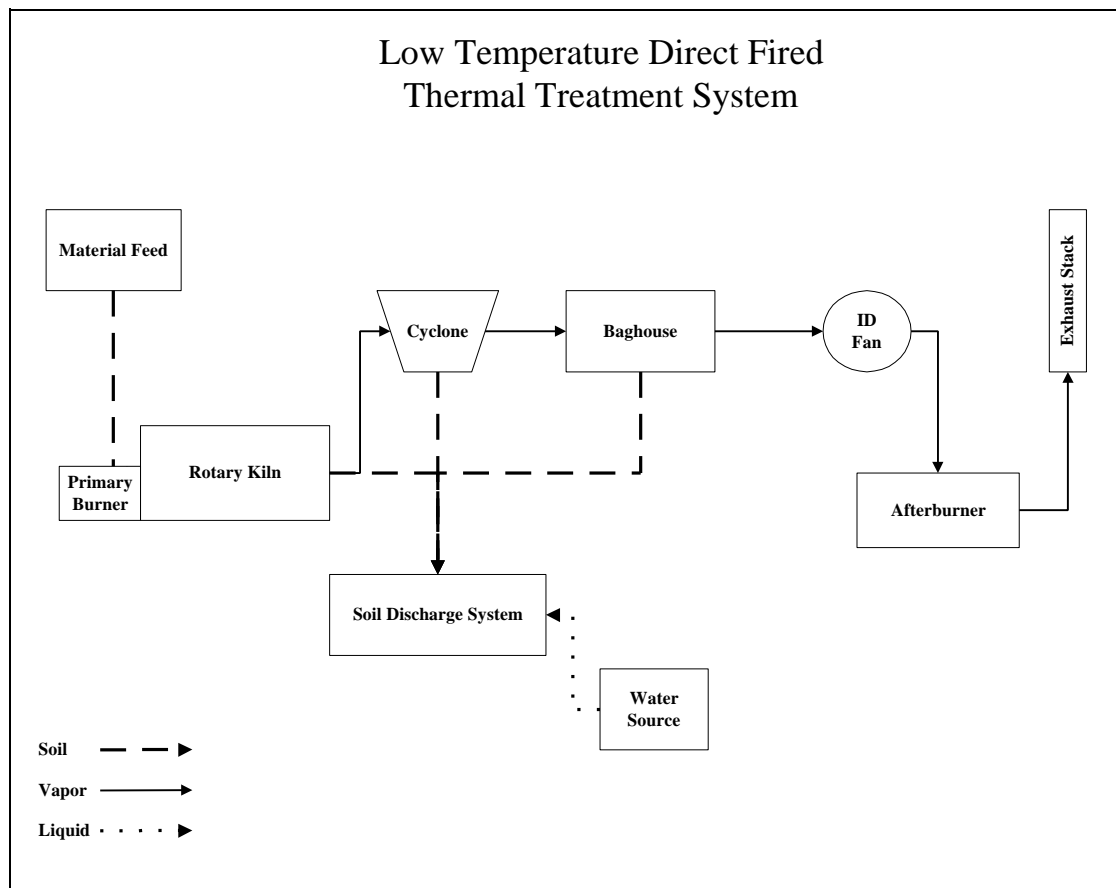 Low Temperature Direct Fired
Thermal Treatment System
Material Feed
Exhaust Stack
Cyclone
Baghouse
ID
Fan
Primary
Burner
Rotary Kiln
Afterburner
Soil Discharge System
Water
Source
Soil
Vapor
Liquid